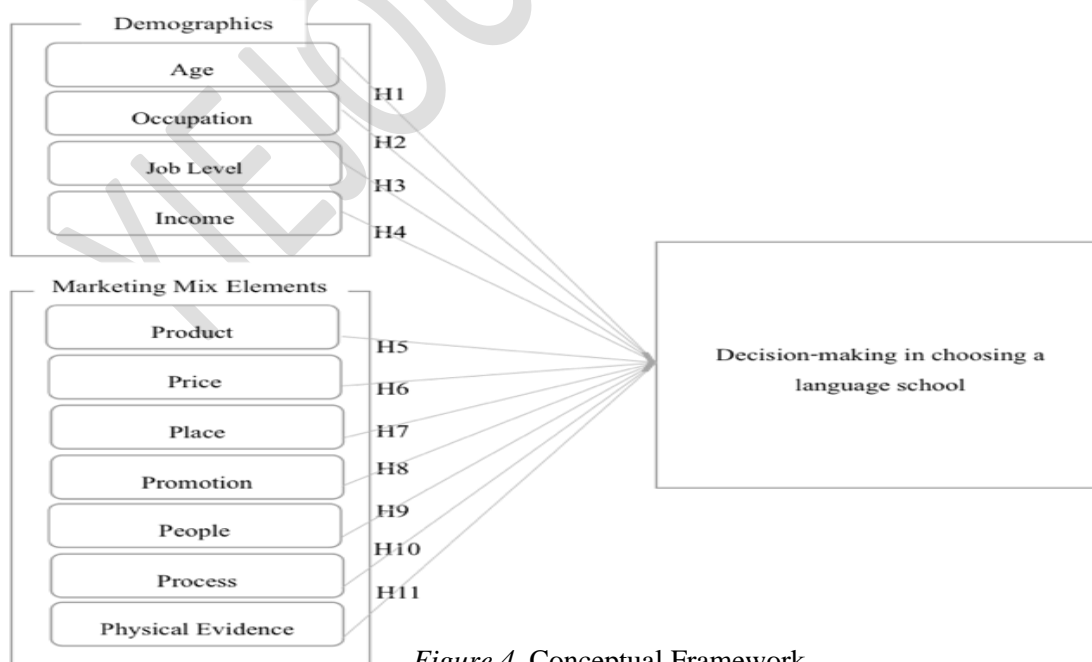 Demographics
Age
H1
Occupation
H2
Job Level
H3
Income
H4
Marketing Mix Elements
Product
H5
Price
H6
Place
H7
Promotion
H8
People
H9
Process
H10
Physical Evidence
H11
Decision-making in choosing a
language school
Figure 4. Conceptual Framework